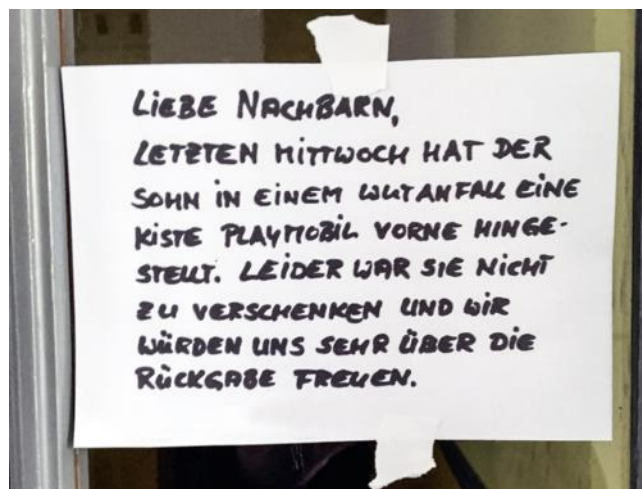 LIEBE NACHBARN,
LETZTEN MITTWOCH HAT DER
SOHN IN EINEM WUTANFALL EINE
KISTE PLAYMOBIL VORNE HINGE-
STELLT. LEIDER WAR SIE NICHT
ZU VERSCHENKEN UND WIR
WÜRDEN UNS SEHR ÜBER DIE
RÜCKGABE FREUEN.